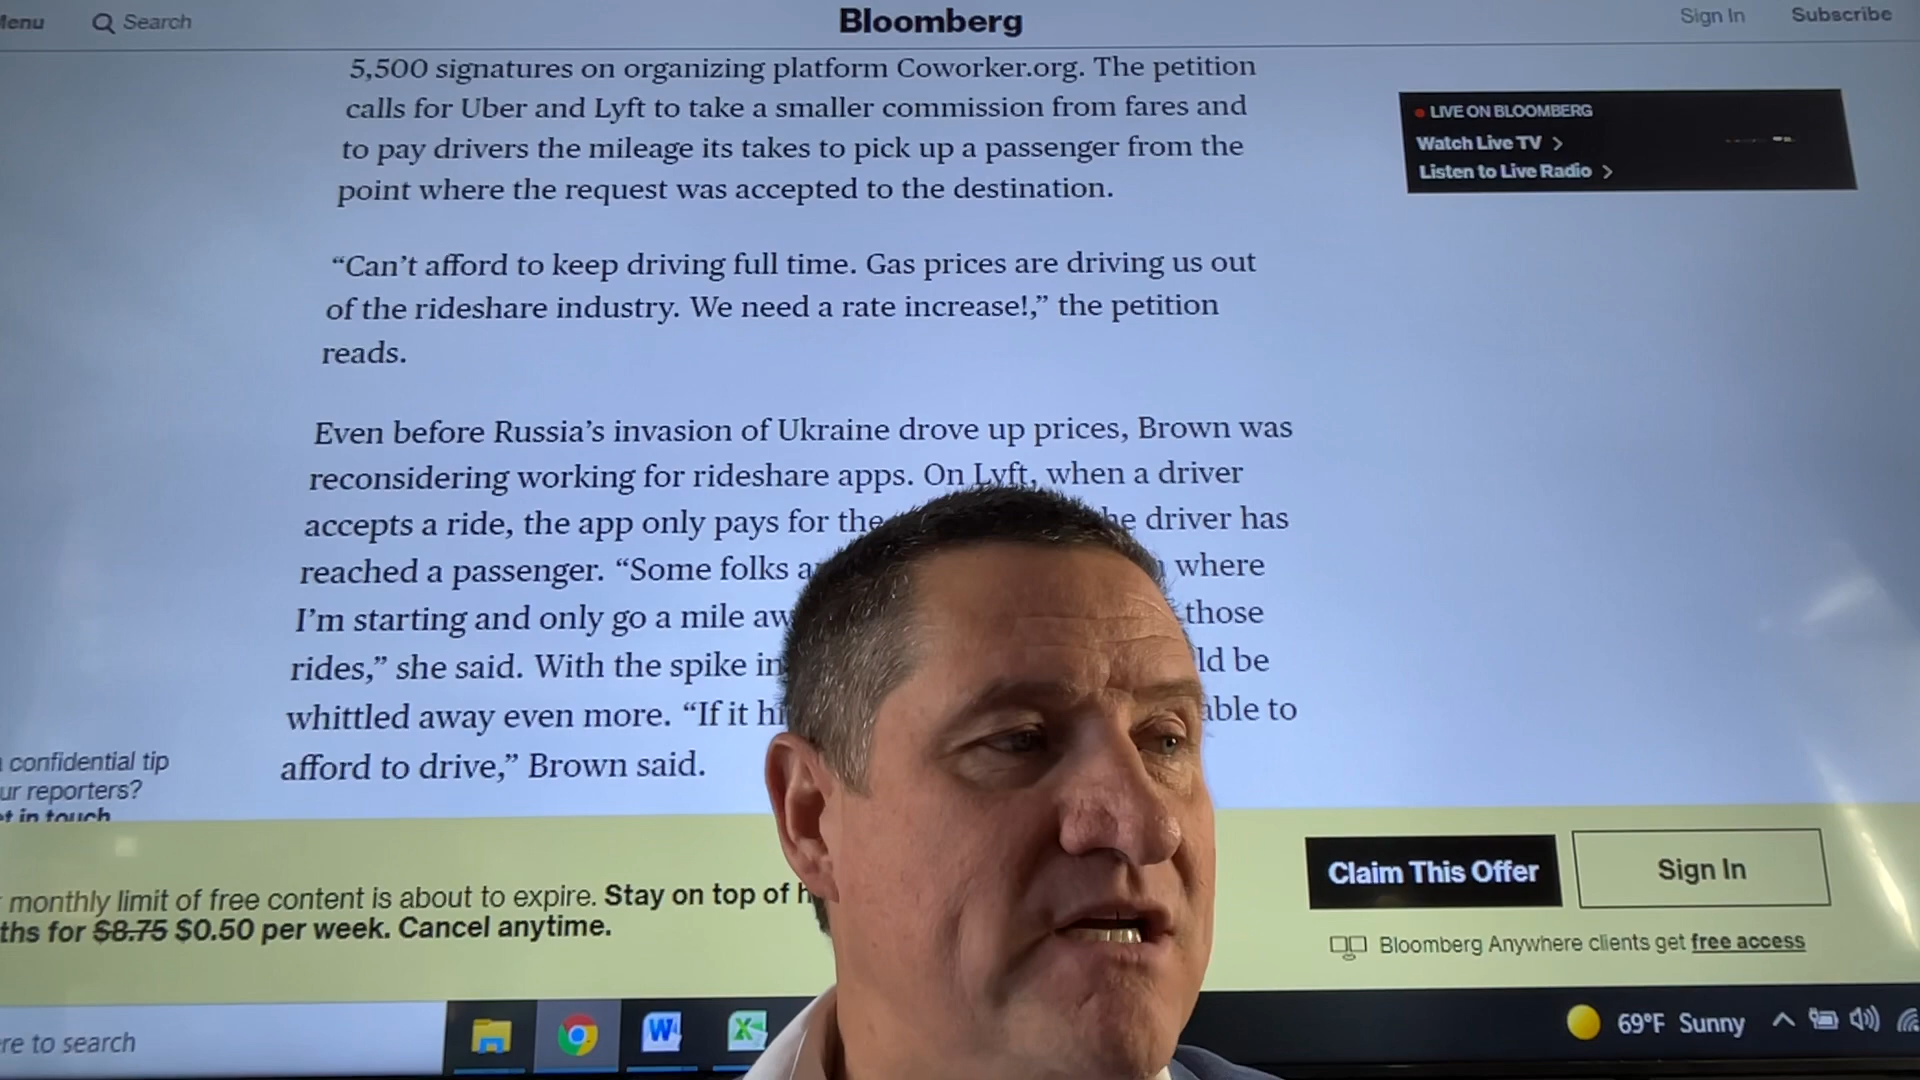 Menu
Search
Bloomberg
Sign In
Subscribe
5,500 signatures on organizing platform Coworker.org. The petition
calls for Uber and Lyft to take a smaller commission from fares and
to pay drivers the mileage its takes to pick up a passenger from the
point where the request was accepted to the destination.
“Can’t afford to keep driving full time. Gas prices are driving us out
of the rideshare industry. We need a rate increase!,” the petition
reads.
Even before Russia’s invasion of Ukraine drove up prices, Brown was
reconsidering working for rideshare apps. On Lyft, when a driver
accepts a ride, the app only pays for the he driver has
reached a passenger. “Some folks a where
I’m starting and only go a mile aw those
rides,” she said. With the spike in ld be
whittled away even more. “If it hi able to
afford to drive,” Brown said.
LIVE ON BLOOMBERG
Watch Live TV >
Listen to Live Radio >
confidential tip
ur reporters?
t in touch
monthly limit of free content is about to expire. Stay on top of h
ths for $8.75 $0.50 per week. Cancel anytime.
Claim This Offer
Sign In
Bloomberg Anywhere clients get free access
re to search
W
X
69°F Sunny